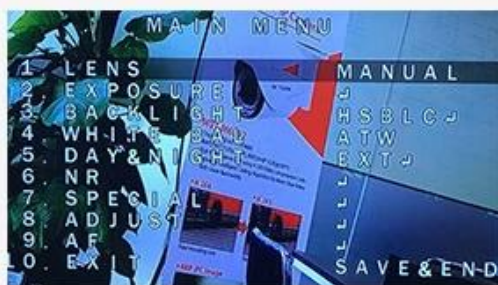 MAIN MENU
1. LENS MANUAL
2. EXPOSURE ↲
3. BACKLIGHT HSBLC↲
4. WHITE BAL ATW
5. DAY&NIGHT EXT↲
6. NR ↲
7. SPECIAL ↲
8. ADJUST ↲
9. AF ↲
10. EXIT SAVE&END